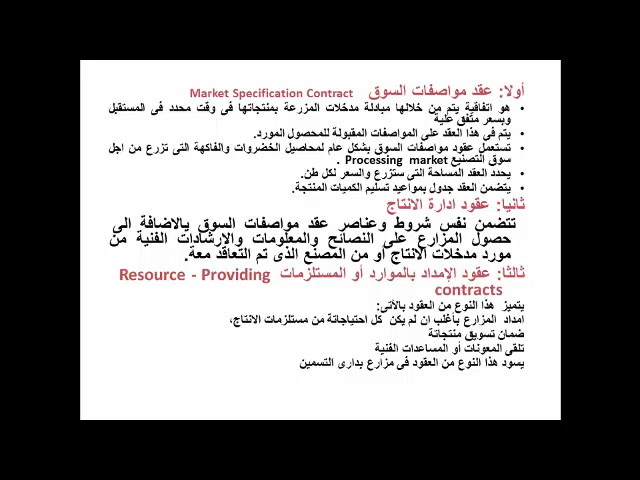 أولا: عقد مواصفات السوق Market Specification Contract
• هو اتفاقية يتم من خلالها مبادلة مدخلات المزرعة بمنتجاتها فى وقت محدد فى المستقبل
وبسعر متفق علية
• يتم فى هذا العقد على المواصفات المقبولة للمحصول المورد.
• تستعمل عقود مواصفات السوق بشكل عام لمحاصيل الخضروات والفاكهة التى تزرع من اجل
سوق التصنيع Processing market .
• يحدد العقد المساحة التى ستزرع والسعر لكل طن.
• يتضمن العقد جدول بمواعيد تسليم الكميات المنتجة.
ثانيا: عقود ادارة الانتاج
تتضمن نفس شروط وعناصر عقد مواصفات السوق بالاضافة الى
حصول المزارع على النصائح والمعلومات والارشادات الفنية من
مورد مدخلات الانتاج أو من المصنع الذى تم التعاقد معة.
ثالثا: عقود الإمداد بالموارد أو المستلزمات Resource - Providing
contracts
يتميز هذا النوع من العقود بالآتى:
امداد المزارع بأغلب ان لم يكن كل احتياجاتة من مستلزمات الانتاج،
ضمان تسويق منتجاتة
تلقى المعونات أو المساعدات الفنية
يسود هذا النوع من العقود فى مزارع بدارى التسمين